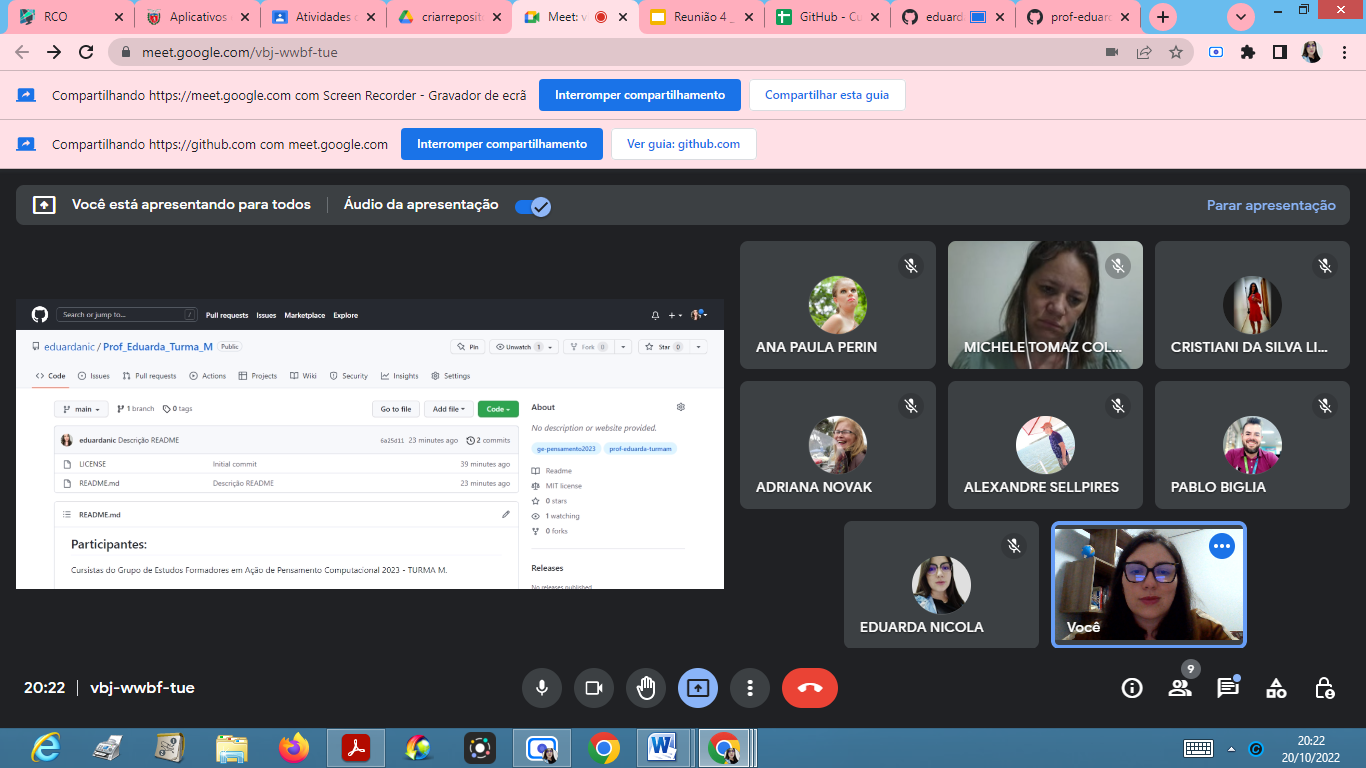 RCO
Aplicativos
Atividades d
criarreposit
Meet: v
Reunião 4 _
GitHub - Cu
eduard
prof-eduar
meet.google.com/vbj-wwbf-tue
Compartilhando https://meet.google.com com Screen Recorder - Gravador de ecrã
Interromper compartilhamento
Compartilhar esta guia
Compartilhando https://github.com com meet.google.com
Interromper compartilhamento
Ver guia: github.com
Você está apresentando para todos
Áudio da apresentação
Parar apresentação
Search or jump to...
/
Pull requests Issues Marketplace Explore
eduardanic / Prof_Eduarda_Turma_M Public
Pin
Unwatch 1
Fork 0
Star 0
Code Issues Pull requests Actions Projects Wiki Security Insights Settings
main 1 branch 0 tags
Go to file Add file Code
eduardanic Descrição README 6a25d11 23 minutes ago 2 commits
LICENSE Initial commit 39 minutes ago
README.md Descrição README 23 minutes ago
README.md
Participantes:
Cursistas do Grupo de Estudos Formadores em Ação de Pensamento Computacional 2023 - TURMA M.
About
No description or website provided.
ge-pensamento2023 prof-eduarda-turmam
Readme
MIT license
0 stars
1 watching
0 forks
Releases
No releases published
ANA PAULA PERIN
MICHELE TOMAZ COL...
CRISTIANI DA SILVA LI...
ADRIANA NOVAK
ALEXANDRE SELLPIRES
PABLO BIGLIA
EDUARDA NICOLA
Você
20:22 | vbj-wwbf-tue
9
20:22
20/10/2022